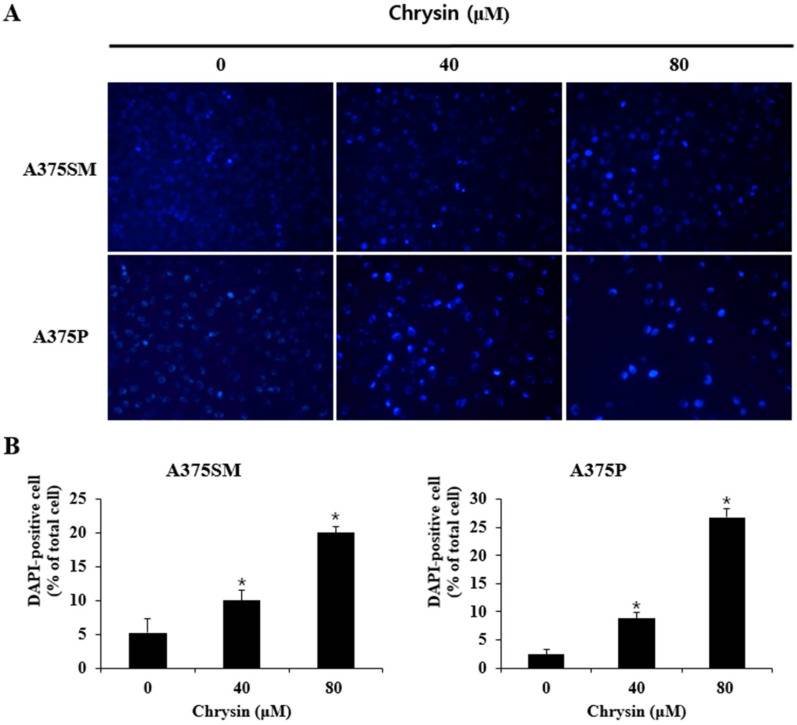 A
Chrysin (μM)
0 40 80
A375SM
A375P
B
A375SM
DAPI-positive cell
(% of total cell)
25
20
15
10
5
0
*
*
0 40 80
Chrysin (μM)
A375P
DAPI-positive cell
(% of total cell)
30
25
20
15
10
5
0
*
*
0 40 80
Chrysin (μM)